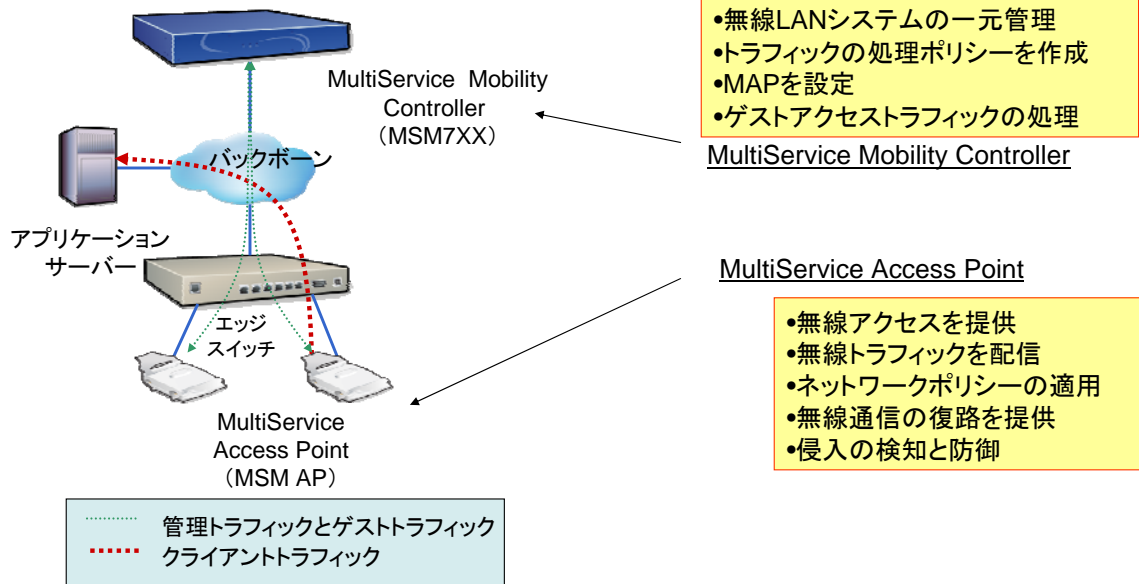 MultiService Mobility
Controller
（MSM7XX）
バックボーン
アプリケーション
サーバー
エッジ
スイッチ
MultiService
Access Point
（MSM AP）
管理トラフィックとゲストトラフィック
クライアントトラフィック
•無線LANシステムの一元管理
•トラフィックの処理ポリシーを作成
•MAPを設定
•ゲストアクセストラフィックの処理
MultiService Mobility Controller
MultiService Access Point
•無線アクセスを提供
•無線トラフィックを配信
•ネットワークポリシーの適用
•無線通信の復路を提供
•侵入の検知と防御